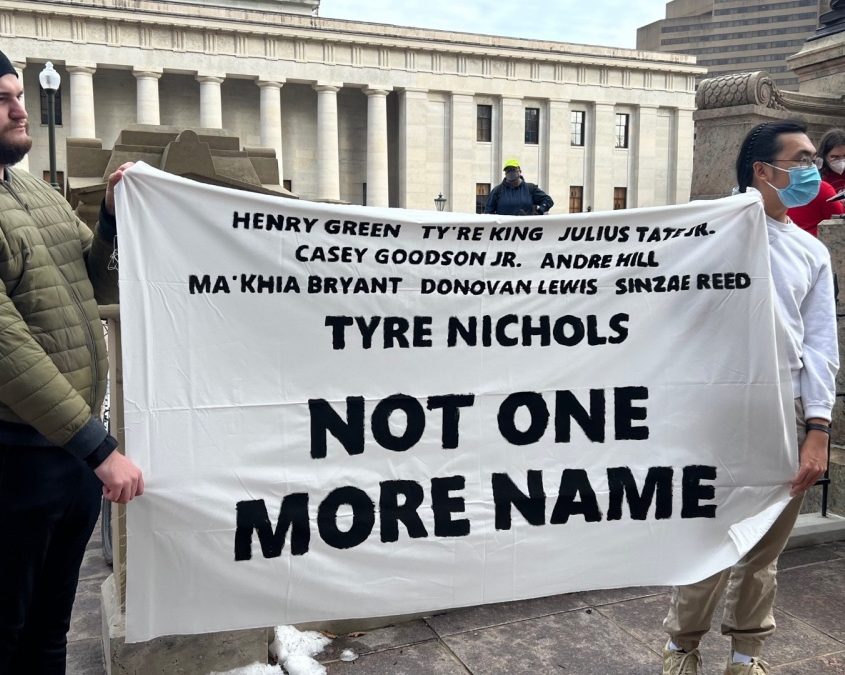 HENRY GREEN TY'RE KING JULIUS TATE JR.
CASEY GOODSON JR. ANDRE HILL
MA'KHIA BRYANT DONOVAN LEWIS SINZAE REED
TYRE NICHOLS
NOT ONE
MORE NAME